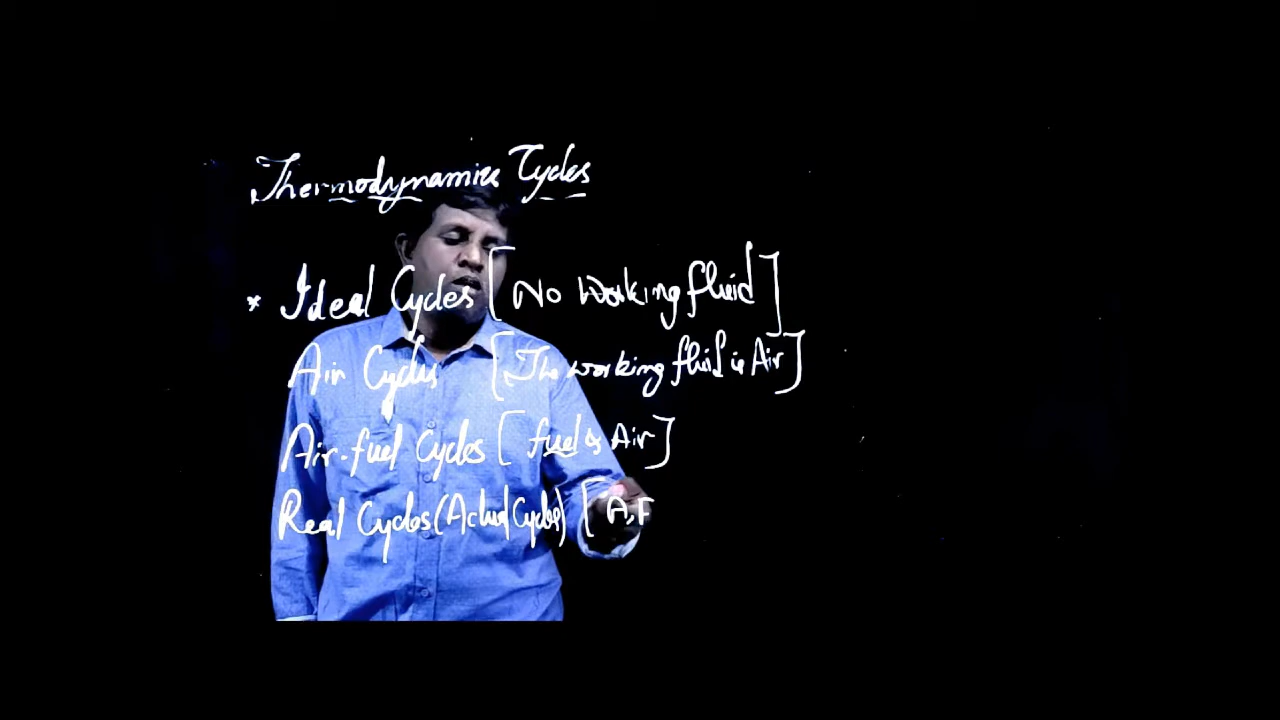 Thermodynamics Cycles
* Ideal Cycles [No working fluid]
Air Cycles [The working fluid is Air]
Air-fuel Cycles [fuel & Air]
Real Cycles (Actual Cycles) [A,F